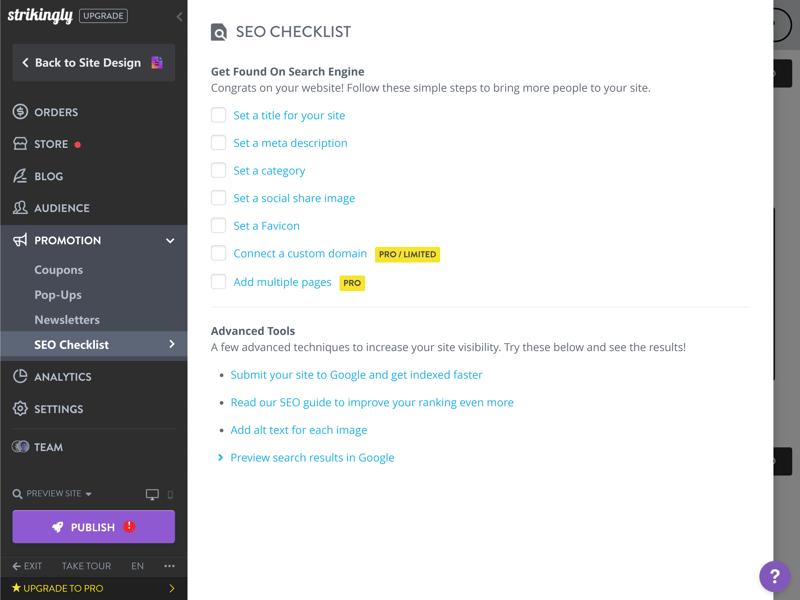 strikingly UPGRADE
Back to Site Design
ORDERS
STORE
BLOG
AUDIENCE
PROMOTION
Coupons
Pop-Ups
Newsletters
SEO Checklist
ANALYTICS
SETTINGS
TEAM
PREVIEW SITE
PUBLISH !
EXIT TAKE TOUR EN ...
UPGRADE TO PRO
SEO CHECKLIST
Get Found On Search Engine
Congrats on your website! Follow these simple steps to bring more people to your site.
Set a title for your site
Set a meta description
Set a category
Set a social share image
Set a Favicon
Connect a custom domain PRO / LIMITED
Add multiple pages PRO
Advanced Tools
A few advanced techniques to increase your site visibility. Try these below and see the results!
• Submit your site to Google and get indexed faster
• Read our SEO guide to improve your ranking even more
• Add alt text for each image
Preview search results in Google
?